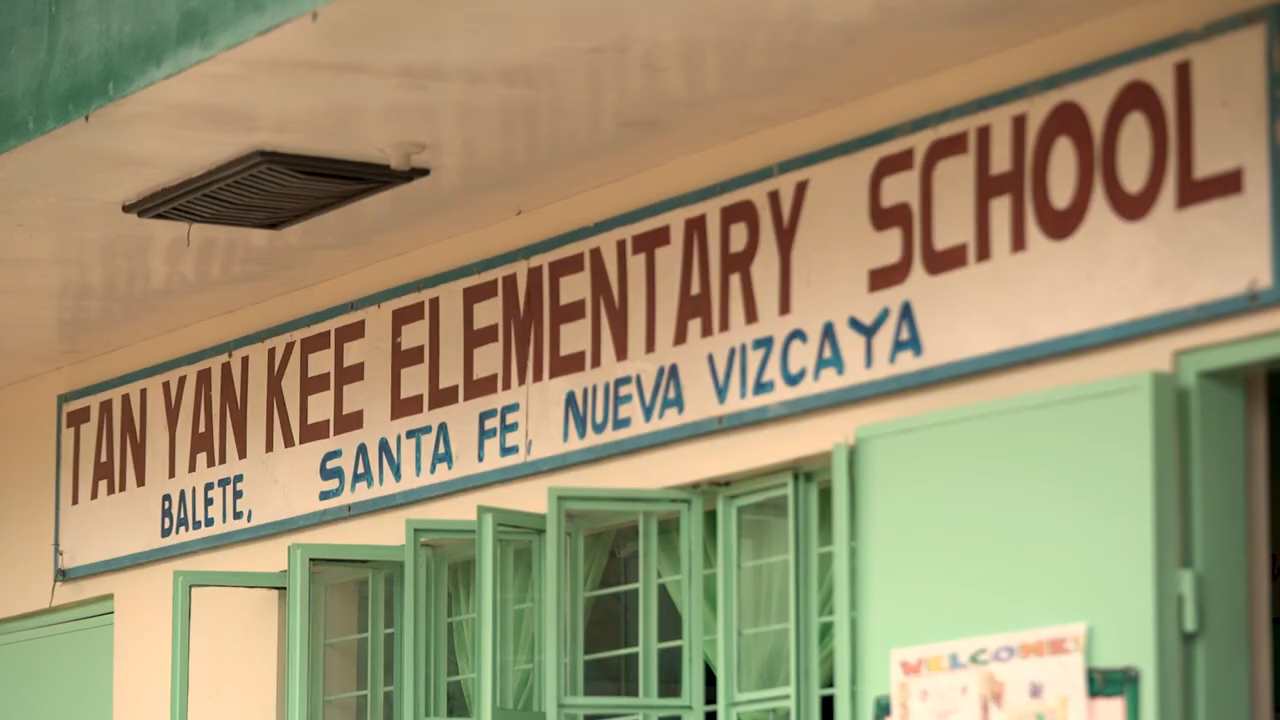 TAN YAN KEE ELEMENTARY SCHOOL
BALETE, SANTA FE, NUEVA VIZCAYA
WELCOME!